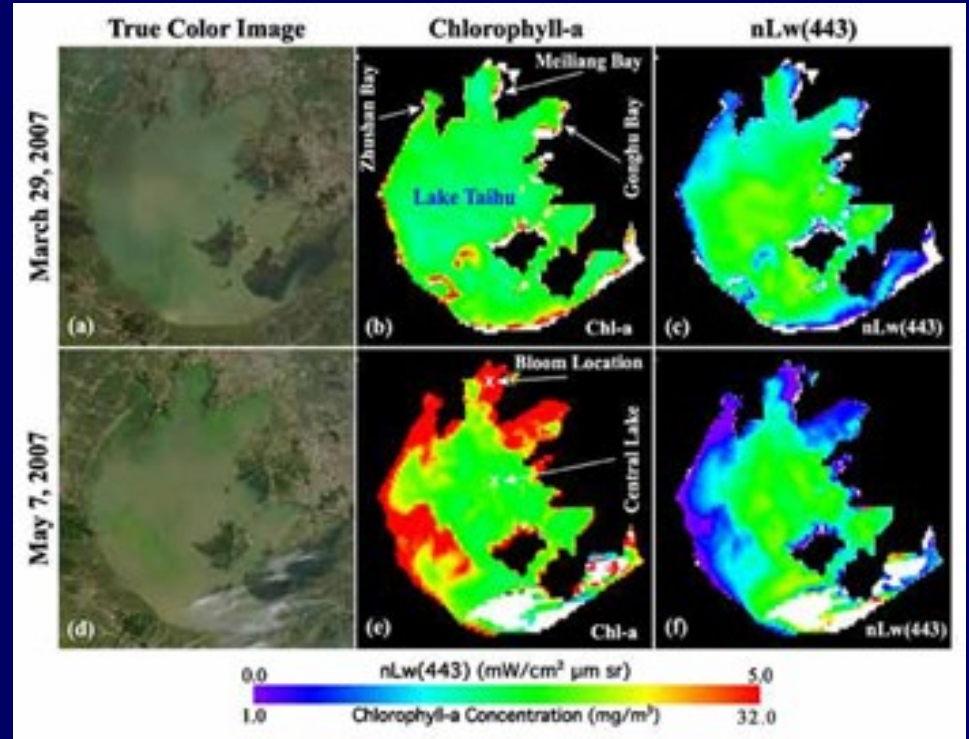 True Color Image
Chlorophyll-a
nLw(443)
March 29, 2007
(a)
Zhushan Bay
Meiliang Bay
Gonghu Bay
Lake Taihu
(b)
Chl-a
(c)
nLw(443)
May 7, 2007
(d)
Bloom Location
Central Lake
(e)
Chl-a
(f)
nLw(443)
0.0 nLw(443) (mW/cm² μm sr) 5.0
1.0 Chlorophyll-a Concentration (mg/m³) 32.0